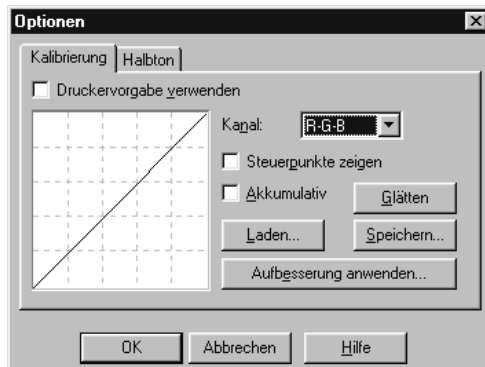 Optionen
Kalibrierung Halbton
Druckervorgabe verwenden
Kanal: R-G-B
Steuerpunkte zeigen
Akkumulativ Glätten
Laden... Speichern...
Aufbesserung anwenden...
OK Abbrechen Hilfe